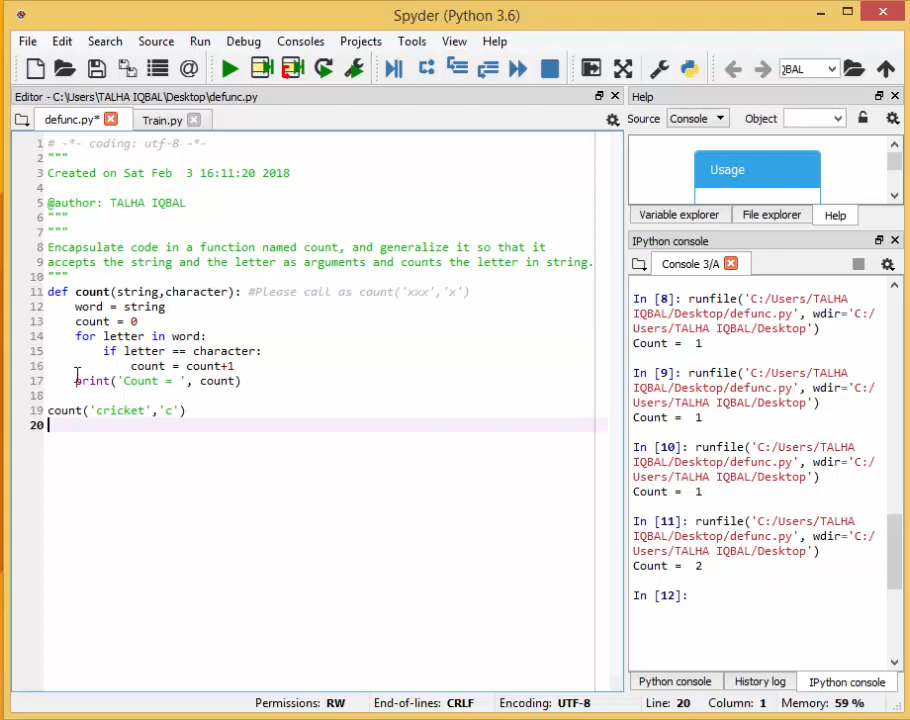 Spyder (Python 3.6)
File Edit Search Source Run Debug Consoles Projects Tools View Help
BAL
Editor - C:\Users\TALHA IQBAL\Desktop\defunc.py
Help
defunc.py*
Train.py
Source Console Object
1 # -*- coding: utf-8 -*-
2 """
3 Created on Sat Feb  3 16:11:20 2018
4
5 @author: TALHA IQBAL
6 """
7 """
8 Encapsulate code in a function named count, and generalize it so that it
9 accepts the string and the letter as arguments and counts the letter in string.
10 """
11 def count(string,character): #Please call as count('xxx','x')
12     word = string
13     count = 0
14     for letter in word:
15         if letter == character:
16             count = count+1
17     print('Count = ', count)
18
19 count('cricket','c')
20
Usage
Variable explorer File explorer Help
IPython console
Console 3/A
In [8]: runfile('C:/Users/TALHA
IQBAL/Desktop/defunc.py', wdir='C:/
Users/TALHA IQBAL/Desktop')
Count =  1
In [9]: runfile('C:/Users/TALHA
IQBAL/Desktop/defunc.py', wdir='C:/
Users/TALHA IQBAL/Desktop')
Count =  1
In [10]: runfile('C:/Users/TALHA
IQBAL/Desktop/defunc.py', wdir='C:/
Users/TALHA IQBAL/Desktop')
Count =  1
In [11]: runfile('C:/Users/TALHA
IQBAL/Desktop/defunc.py', wdir='C:/
Users/TALHA IQBAL/Desktop')
Count =  2
In [12]:
Python console History log IPython console
Permissions: RW End-of-lines: CRLF Encoding: UTF-8 Line: 20 Column: 1 Memory: 59 %